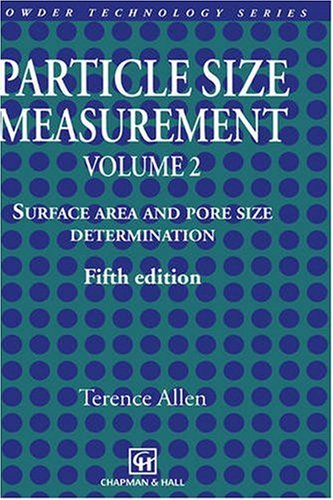 OWDER TECHNOLOGY SERIES
PARTICLE SIZE
MEASUREMENT
VOLUME 2
SURFACE AREA AND PORE SIZE
DETERMINATION
Fifth edition
Terence Allen
CH
CHAPMAN & HALL